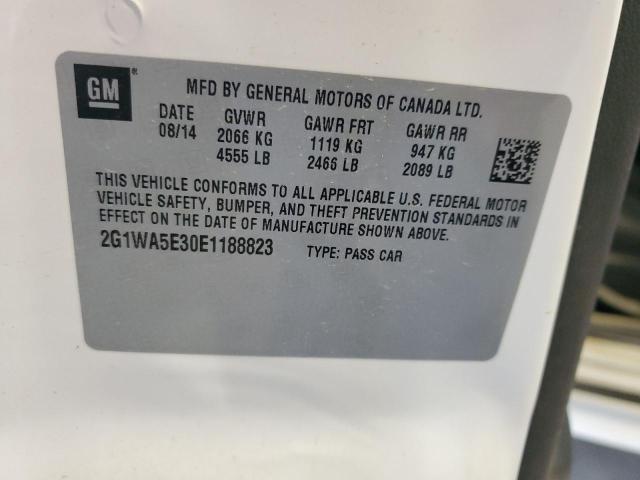 GM ®
MFD BY GENERAL MOTORS OF CANADA LTD.
DATE GVWR GAWR FRT GAWR RR
08/14 2066 KG 1119 KG 947 KG
4555 LB 2466 LB 2089 LB
THIS VEHICLE CONFORMS TO ALL APPLICABLE U.S. FEDERAL MOTOR
VEHICLE SAFETY, BUMPER, AND THEFT PREVENTION STANDARDS IN
EFFECT ON THE DATE OF MANUFACTURE SHOWN ABOVE.
2G1WA5E30E1188823 TYPE: PASS CAR